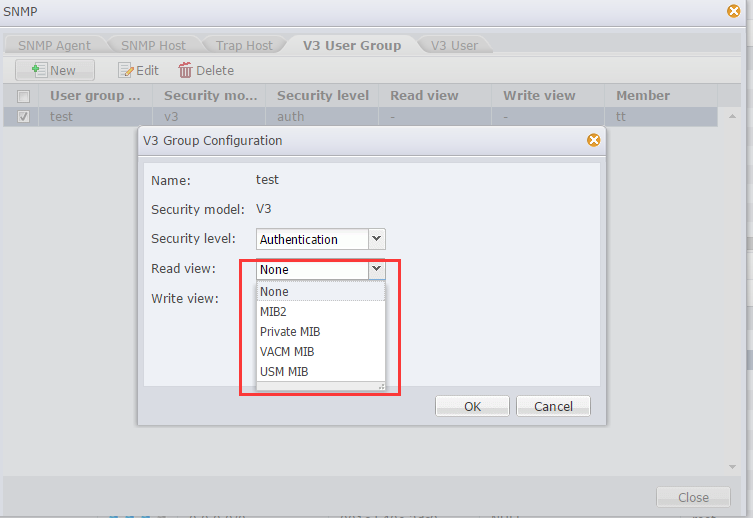 SNMP
SNMP Agent SNMP Host Trap Host V3 User Group V3 User
New Edit Delete
User group ... Security mo... Security level Read view Write view Member
test v3 auth - - tt
V3 Group Configuration
Name: test
Security model: V3
Security level: Authentication
Read view: None
None
Write view:
MIB2
Private MIB
VACM MIB
USM MIB
OK Cancel
Close